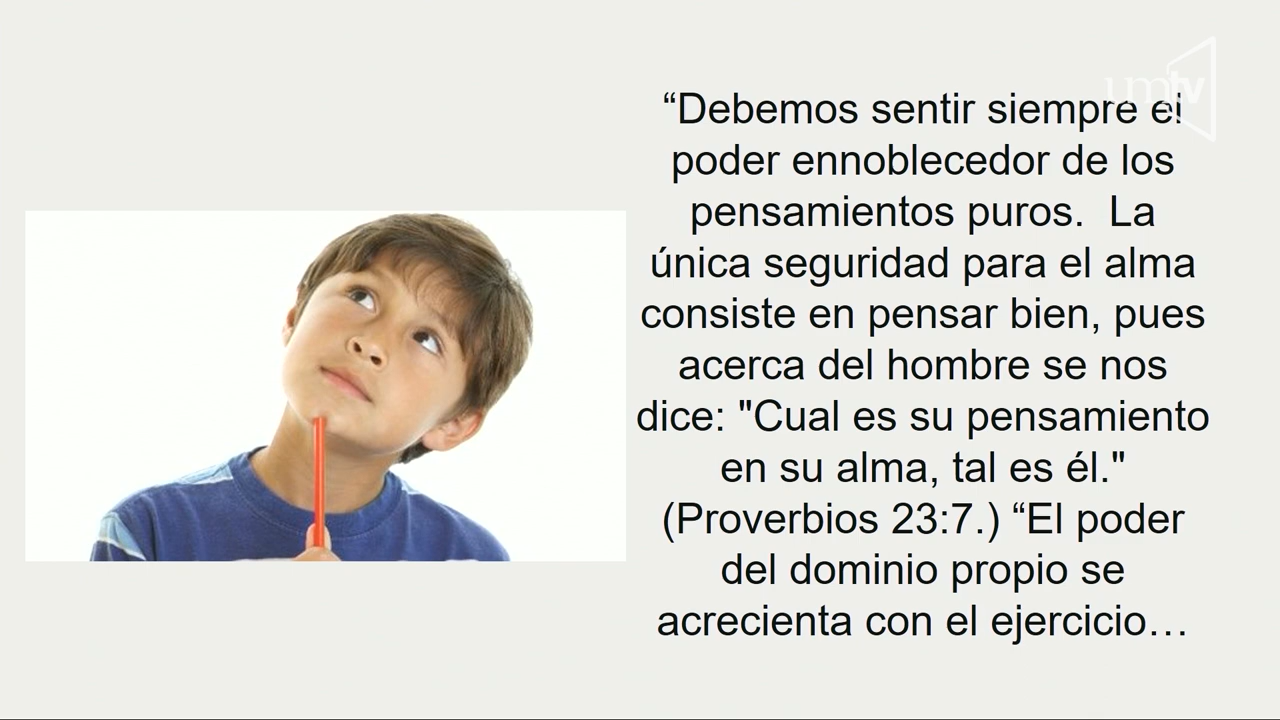 umtv
“Debemos sentir siempre el
poder ennoblecedor de los
pensamientos puros.  La
única seguridad para el alma
consiste en pensar bien, pues
acerca del hombre se nos
dice: "Cual es su pensamiento
en su alma, tal es él."
(Proverbios 23:7.) “El poder
del dominio propio se
acrecienta con el ejercicio…